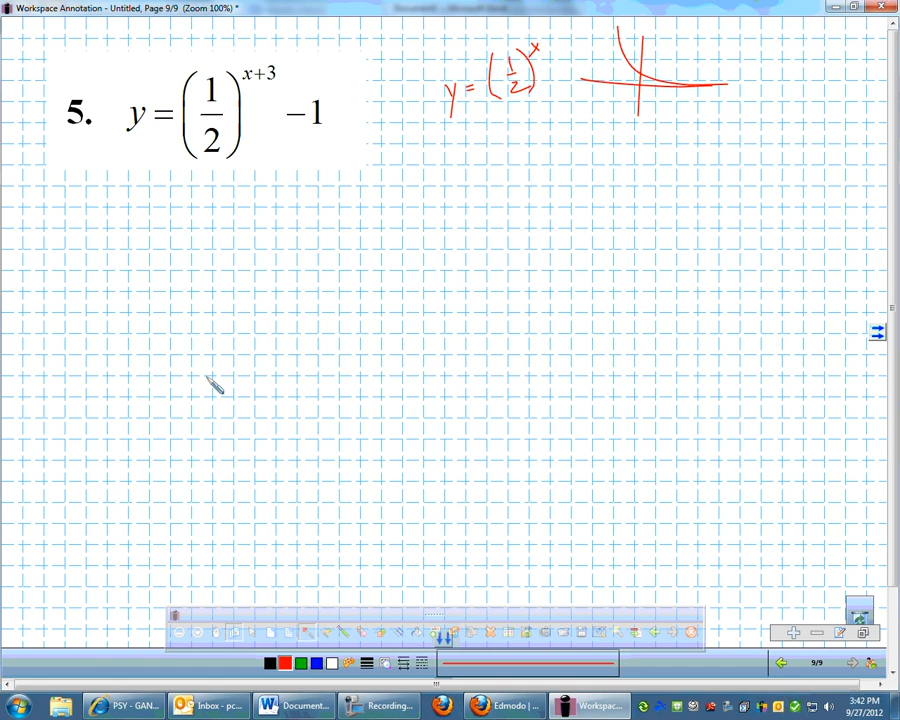 Workspace Annotation - Untitled, Page 9/9 (Zoom 100%) *
5. y = (1/2)^(x+3) − 1
y = (1/2)^x
9/9
PSY - GAN...
Inbox - pc...
Document...
Recording...
Edmodo | ...
Workspac...
3:42 PM
9/27/2012